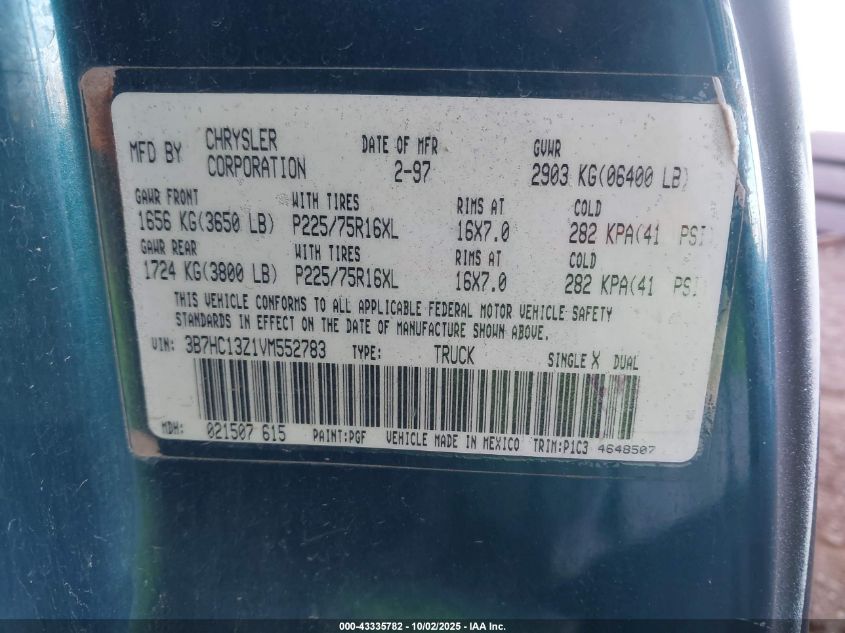 MFD BY CHRYSLER CORPORATION DATE OF MFR 2-97 GVWR 2903 KG(06400 LB)
GAWR FRONT WITH TIRES RIMS AT COLD
1656 KG(3650 LB) P225/75R16XL 16X7.0 282 KPA(41 PSI
GAWR REAR WITH TIRES RIMS AT COLD
1724 KG(3800 LB) P225/75R16XL 16X7.0 282 KPA(41 PSI
THIS VEHICLE CONFORMS TO ALL APPLICABLE FEDERAL MOTOR VEHICLE SAFETY
STANDARDS IN EFFECT ON THE DATE OF MANUFACTURE SHOWN ABOVE.
VIN: 3B7HC13Z1VM552783 TYPE: TRUCK SINGLE X DUAL
MDH: 021507 615 PAINT:PGF VEHICLE MADE IN MEXICO TRIM:P1C3 4648507
000-43335782 - 10/02/2025 - IAA Inc.